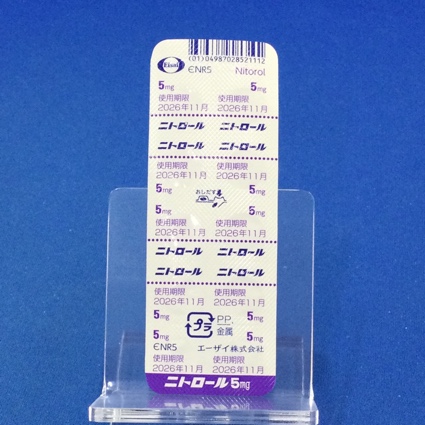 (01)04987028521112
Eisai ЄNR5 Nitorol
5mg 5mg
使用期限 使用期限
2026年11月 2026年11月
ニトロール ニトロール
ニトロール ニトロール
使用期限 使用期限
2026年11月 2026年11月
5mg おしだす 5mg
5mg 5mg
使用期限 使用期限
2026年11月 2026年11月
ニトロール ニトロール
ニトロール ニトロール
使用期限 使用期限
2026年11月 2026年11月
5mg プラ PP, 5mg
5mg 金属 5mg
ЄNR5 エーザイ株式会社
使用期限 使用期限
2026年11月 2026年11月
ニトロール5mg